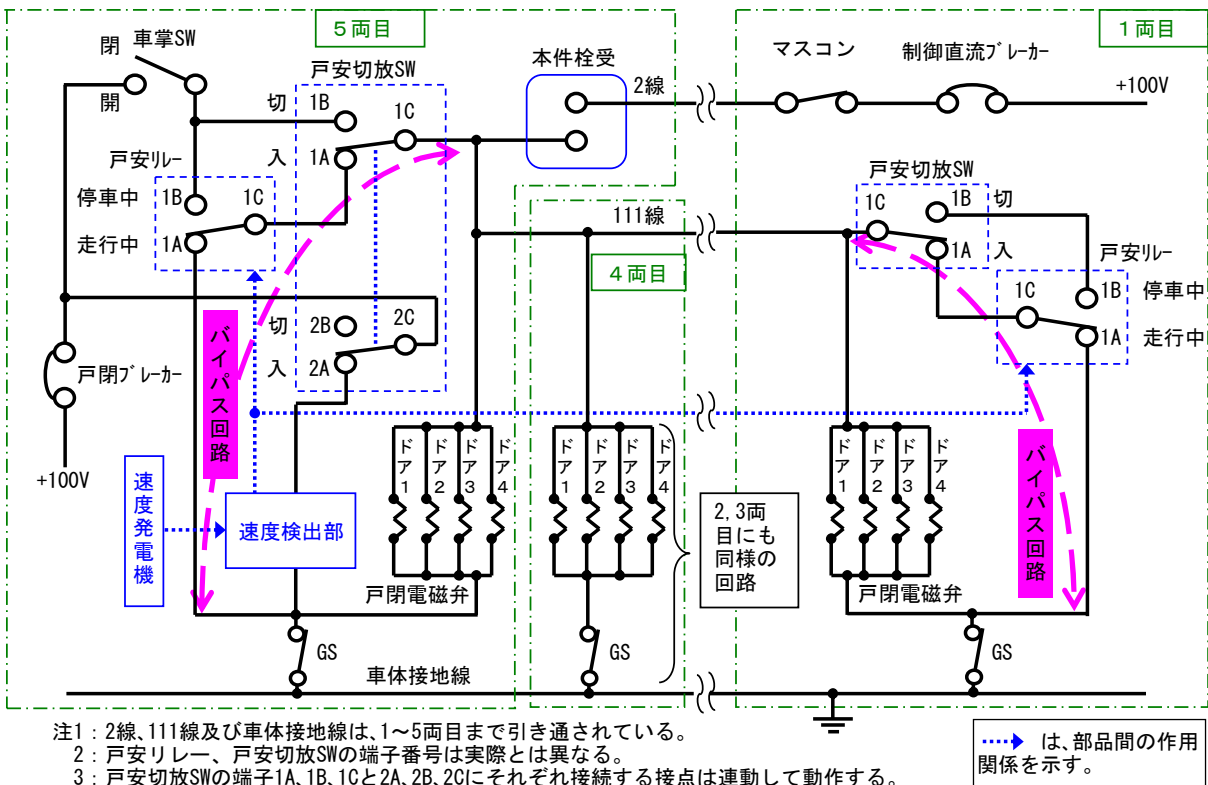 ５両目
１両目
閉 車掌SW
開
戸安切放SW
切 1B
1C
入 1A
本件栓受
2線
マスコン
制御直流ﾌﾞﾚｰｶｰ
+100V
戸安リレー
停車中 1B
1C
走行中 1A
111線
戸安切放SW
1C
1B 切
1A 入
戸安ﾘﾚｰ
1C
1B 停車中
1A 走行中
４両目
切 2B
2C
入 2A
戸閉ﾌﾞﾚｰｶｰ
+100V
バイパス回路
速度発電機
速度検出部
ドア1
ドア2
ドア3
ドア4
戸閉電磁弁
ドア1
ドア2
ドア3
ドア4
2,3両
目にも
同様の
回路
ドア1
ドア2
ドア3
ドア4
戸閉電磁弁
バイパス回路
GS
GS
GS
車体接地線
注1：2線、111線及び車体接地線は、1～5両目まで引き通されている。
2：戸安リレー、戸安切放SWの端子番号は実際とは異なる。
3：戸安切放SWの端子1A、1B、1Cと2A、2B、2Cにそれぞれ接続する接点は連動して動作する。
は、部品間の作用
関係を示す。